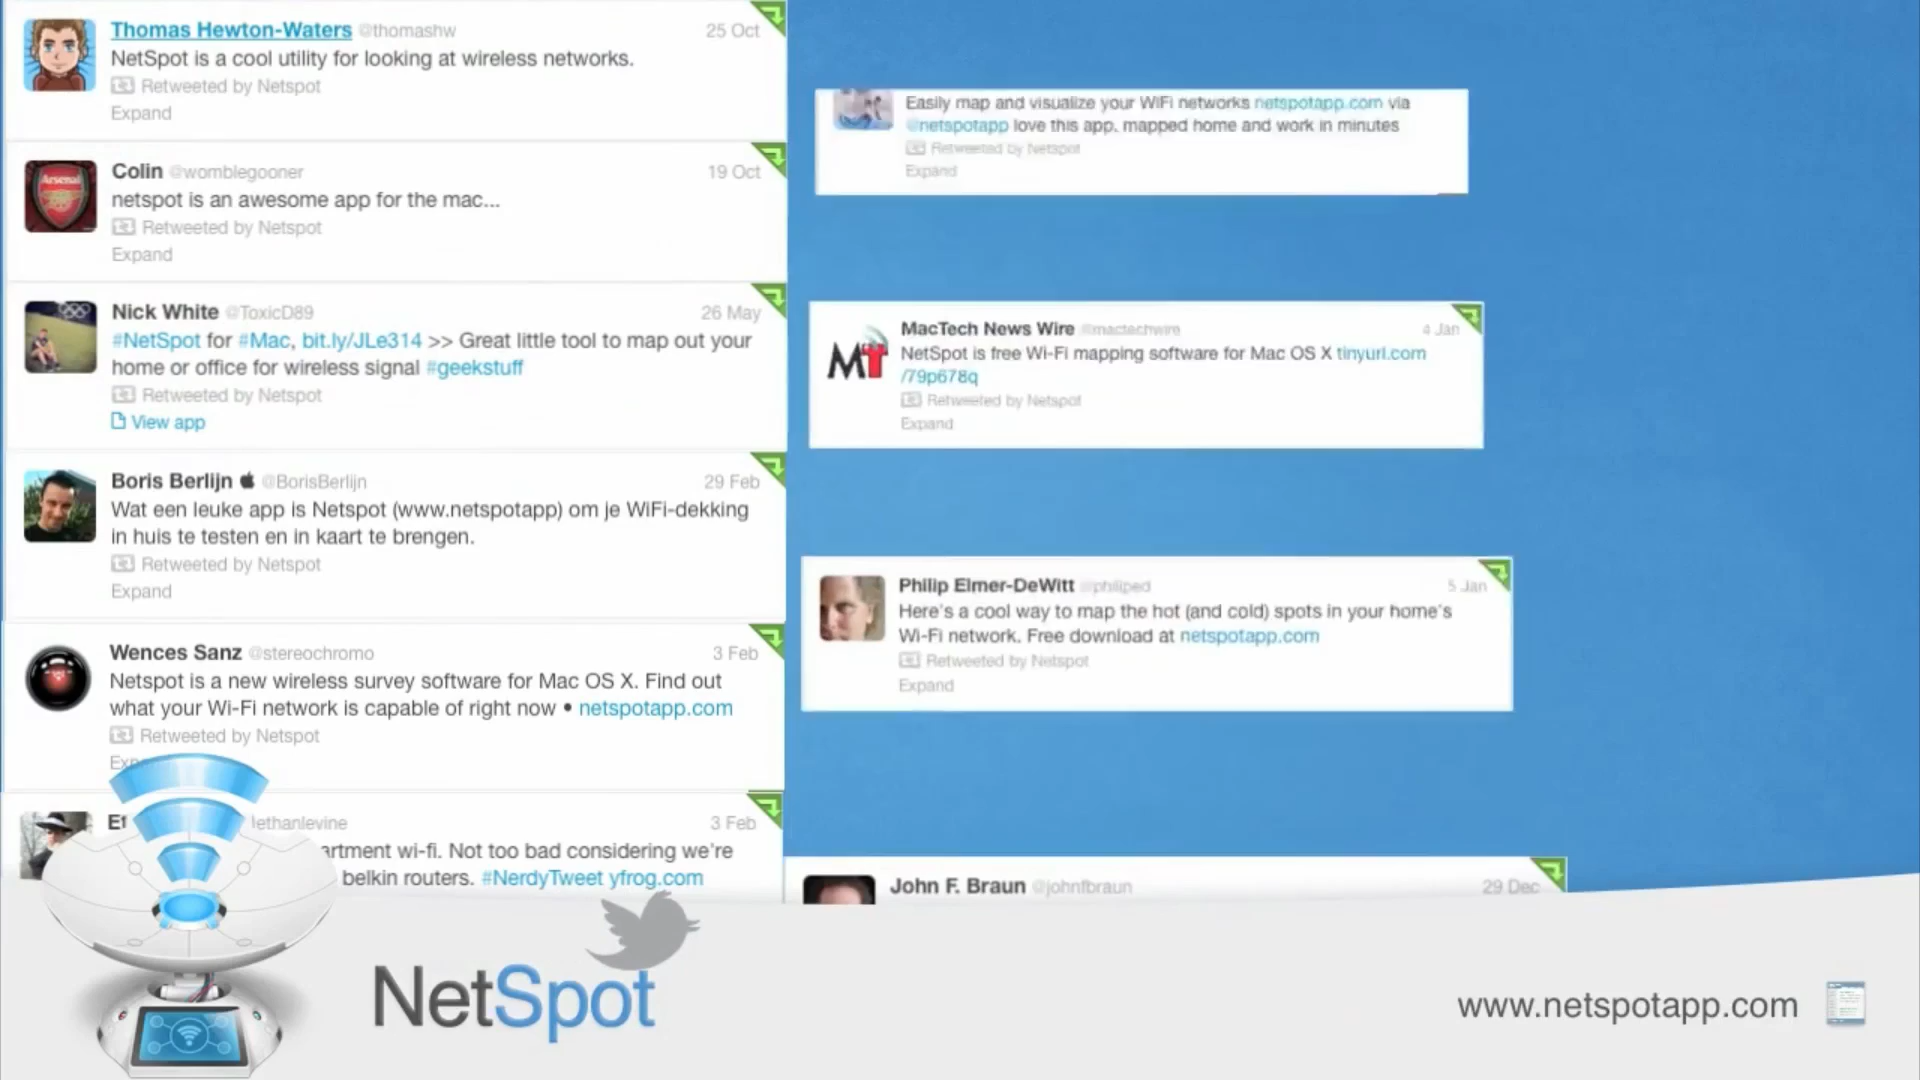 Thomas Hewton-Waters @thomashw 25 Oct
NetSpot is a cool utility for looking at wireless networks.
Retweeted by Netspot
Expand
Colin @womblegooner 19 Oct
netspot is an awesome app for the mac...
Retweeted by Netspot
Expand
Nick White @ToxicD89 26 May
#NetSpot for #Mac, bit.ly/JLe314 >> Great little tool to map out your
home or office for wireless signal #geekstuff
Retweeted by Netspot
View app
Boris Berlijn @BorisBerlijn 29 Feb
Wat een leuke app is Netspot (www.netspotapp) om je WiFi-dekking
in huis te testen en in kaart te brengen.
Retweeted by Netspot
Expand
Wences Sanz @stereochromo 3 Feb
Netspot is a new wireless survey software for Mac OS X. Find out
what your Wi-Fi network is capable of right now • netspotapp.com
Retweeted by Netspot
lethanlevine 3 Feb
wi-fi. Not too bad considering we're
belkin routers. #NerdyTweet yfrog.com
Easily map and visualize your WiFi networks netspotapp.com via
@netspotapp love this app. mapped home and work in minutes
Retweeted by Netspot
Expand
MacTech News Wire @mactechwire 4 Jan
NetSpot is free Wi-Fi mapping software for Mac OS X tinyurl.com
/79p678q
Retweeted by Netspot
Expand
Philip Elmer-DeWitt @philiped 5 Jan
Here's a cool way to map the hot (and cold) spots in your home's
Wi-Fi network. Free download at netspotapp.com
Retweeted by Netspot
Expand
John F. Braun @johnfbraun 29 Dec
NetSpot
www.netspotapp.com